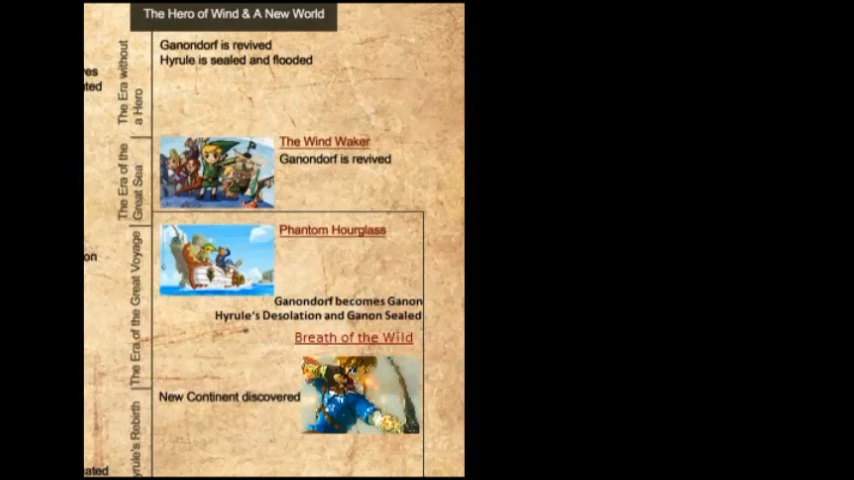 The Hero of Wind & A New World
Ganondorf is revived
Hyrule is sealed and flooded
The Era without
a Hero
The Era of the
Great Sea
The Wind Waker
Ganondorf is revived
Phantom Hourglass
The Era of the Great Voyage
on
Ganondorf becomes Ganon
Hyrule's Desolation and Ganon Sealed
Breath of the Wild
New Continent discovered
yrule's Rebirth